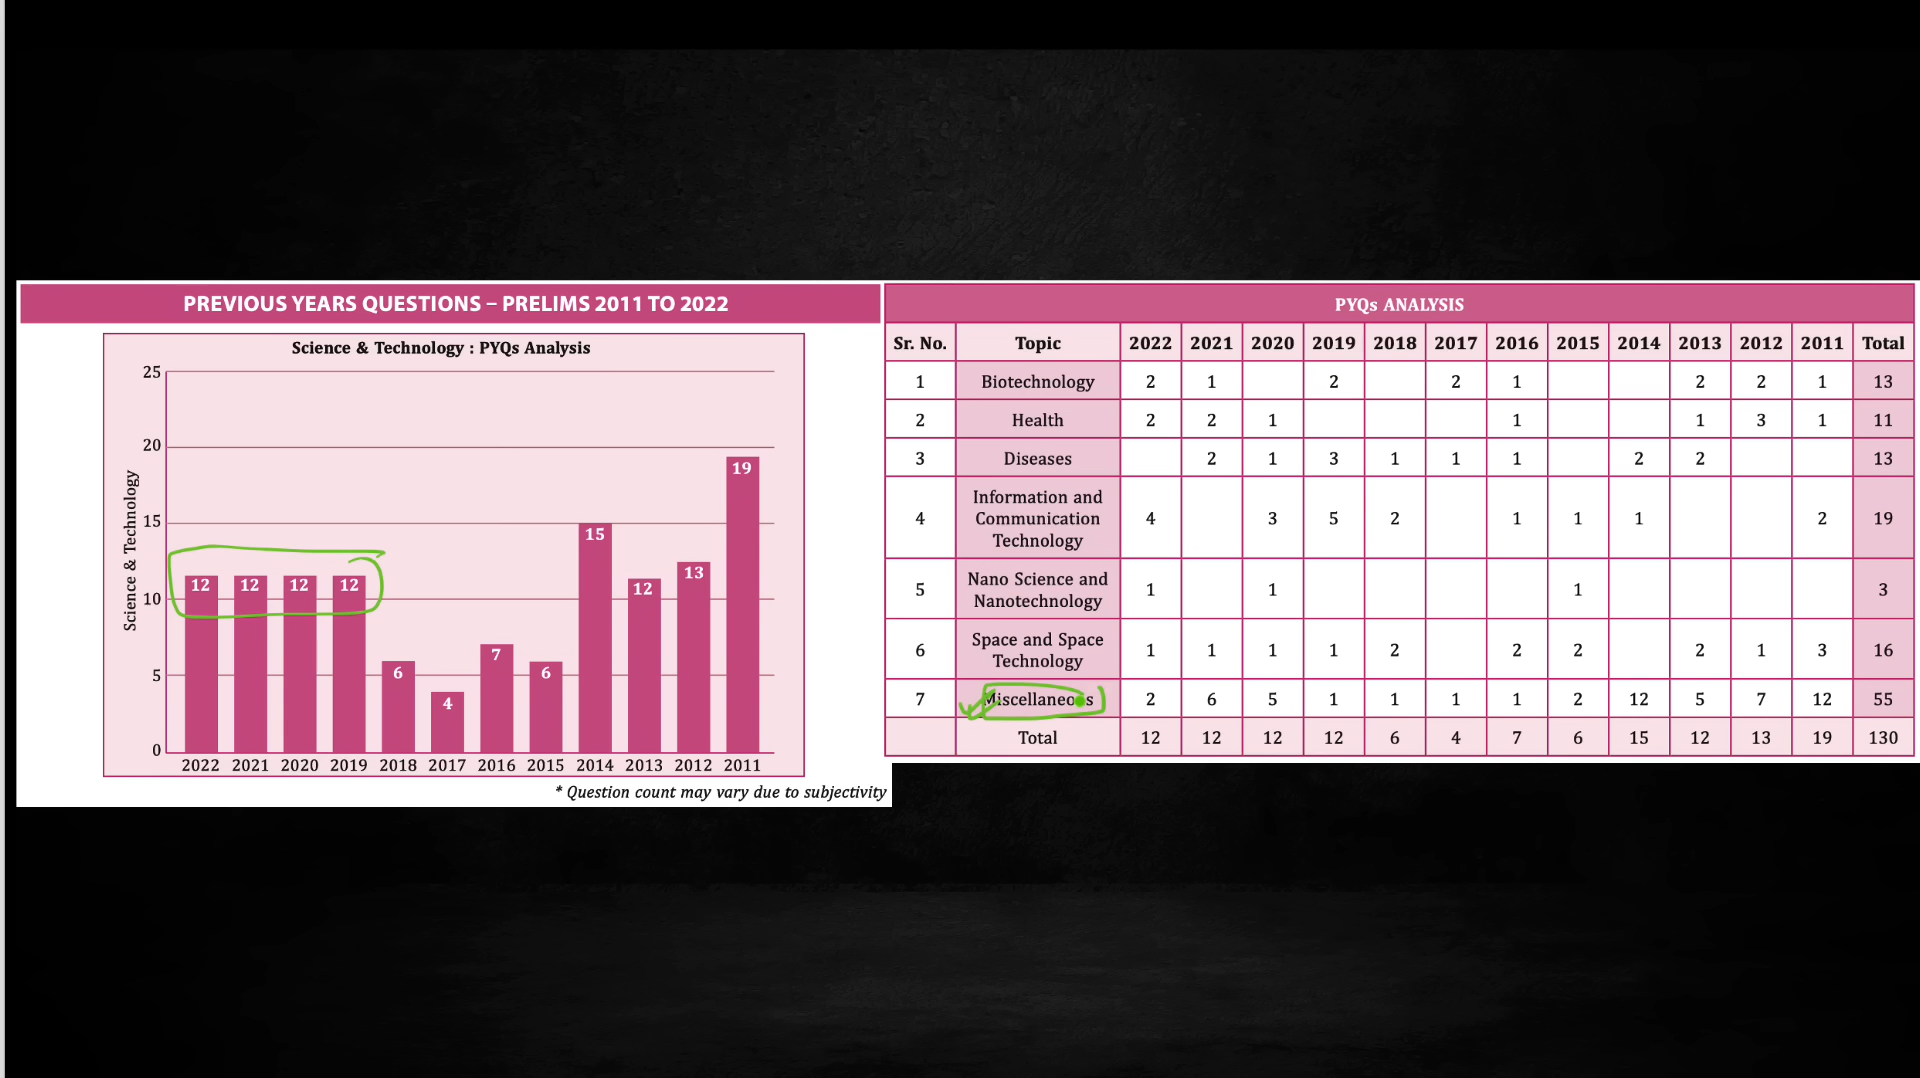 PREVIOUS YEARS QUESTIONS – PRELIMS 2011 TO 2022
Science & Technology : PYQs Analysis
Science & Technology
25
20
15
10
5
0
12
12
12
12
6
4
7
6
15
12
13
19
2022 2021 2020 2019 2018 2017 2016 2015 2014 2013 2012 2011
* Question count may vary due to subjectivity
PYQs ANALYSIS
Sr. No. Topic 2022 2021 2020 2019 2018 2017 2016 2015 2014 2013 2012 2011 Total
1 Biotechnology 2 1 2 2 1 2 2 1 13
2 Health 2 2 1 1 1 3 1 11
3 Diseases 2 1 3 1 1 1 2 2 13
Information and
4 Communication 4 3 5 2 1 1 1 2 19
Technology
5 Nano Science and 1 1 1 3
Nanotechnology
6 Space and Space 1 1 1 1 2 2 2 2 1 3 16
Technology
7 Miscellaneous 2 6 5 1 1 1 1 2 12 5 7 12 55
Total 12 12 12 12 6 4 7 6 15 12 13 19 130